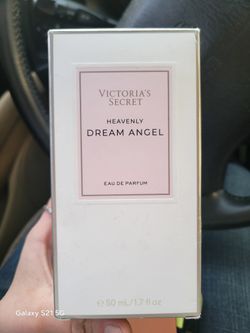 VICTORIA'S
SECRET
HEAVENLY
DREAM ANGEL
EAU DE PARFUM
℮ 50 mL/1.7 fl oz
Galaxy S21 5G